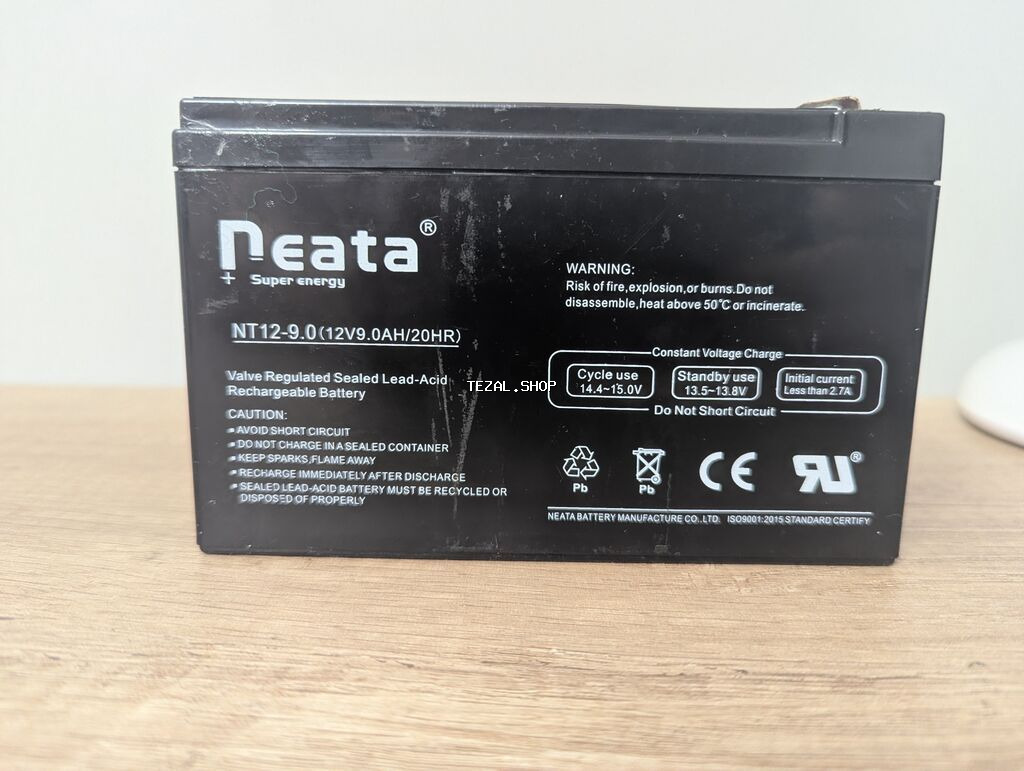 neata®
+ Super energy
NT12-9.0(12V9.0AH/20HR)
Valve Regulated Sealed Lead-Acid
Rechargeable Battery
CAUTION:
• AVOID SHORT CIRCUIT
• DO NOT CHARGE IN A SEALED CONTAINER
• KEEP SPARKS,FLAME AWAY
• RECHARGE IMMEDIATELY AFTER DISCHARGE
• SEALED LEAD-ACID BATTERY MUST BE RECYCLED OR
DISPOSED OF PROPERLY
TEZAL.SHOP
WARNING:
Risk of fire,explosion,or burns.Do not
disassemble,heat above 50°C or incinerate.
Constant Voltage Charge
Cycle use
14.4~15.0V
Standby use
13.5~13.8V
Initial current
Less than 2.7A
Do Not Short Circuit
Pb
Pb
CE
RU®
NEATA BATTERY MANUFACTURE CO.,LTD. ISO9001:2015 STANDARD CERTIFY